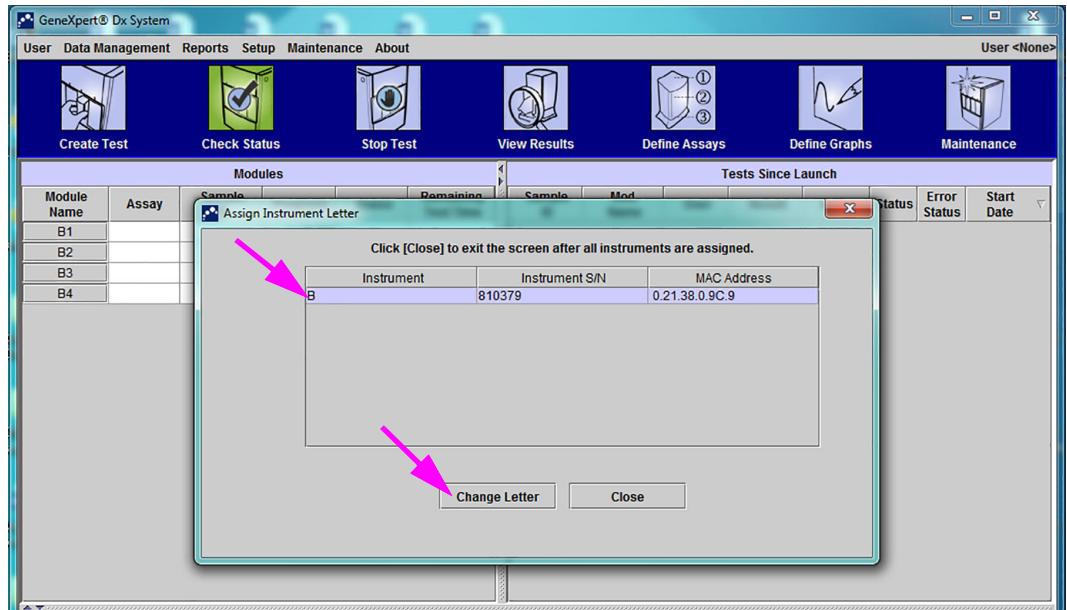 GeneXpert® Dx System
User Data Management Reports Setup Maintenance About User <None>
Create Test Check Status Stop Test View Results Define Assays Define Graphs Maintenance
Modules Tests Since Launch
Module Name Assay Sample Remaining Sample Mod. Status Error Status Start Date
B1
B2
B3
B4
Assign Instrument Letter
Click [Close] to exit the screen after all instruments are assigned.
Instrument Instrument S/N MAC Address
B 810379 0.21.38.0.9C.9
Change Letter Close